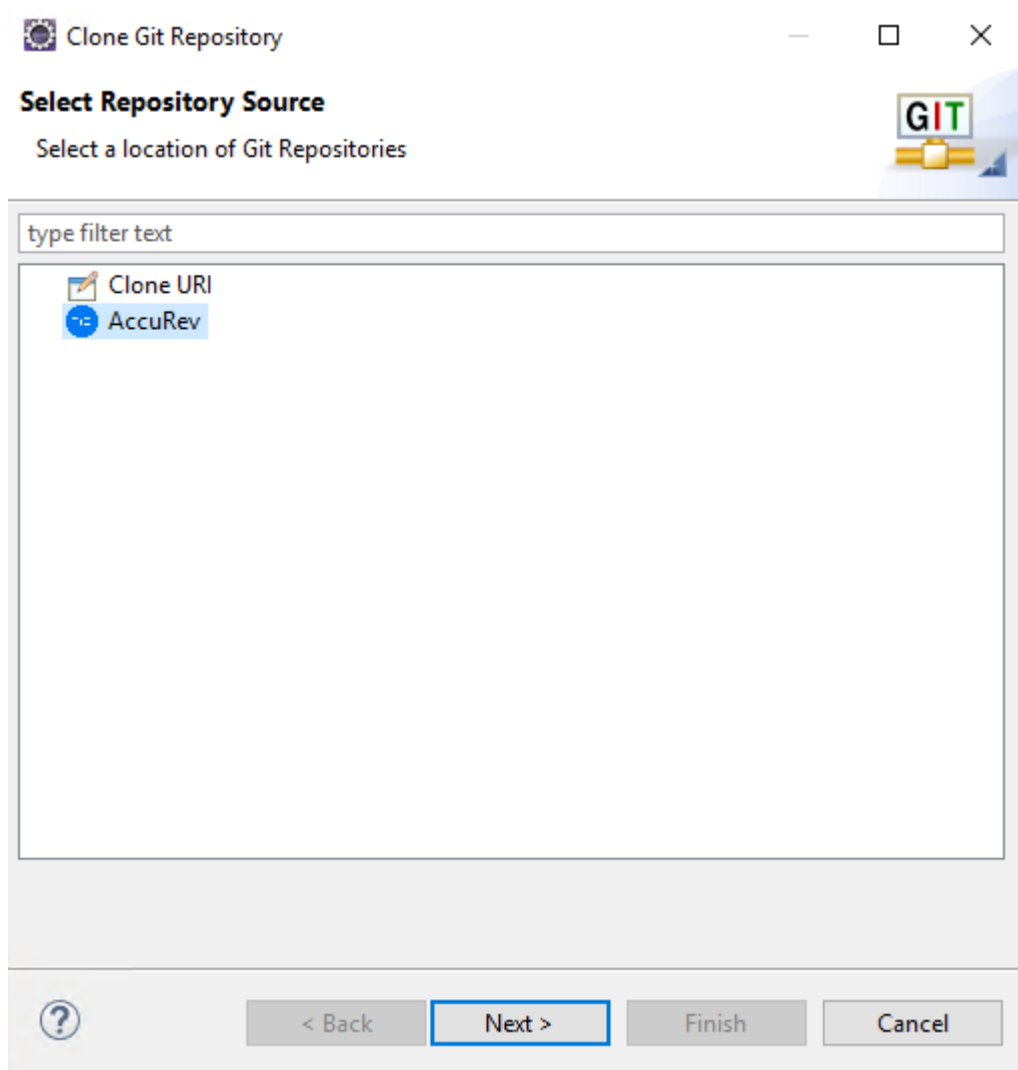 Clone Git Repository
Select Repository Source
Select a location of Git Repositories
GIT
type filter text
Clone URI
AccuRev
?
< Back
Next >
Finish
Cancel